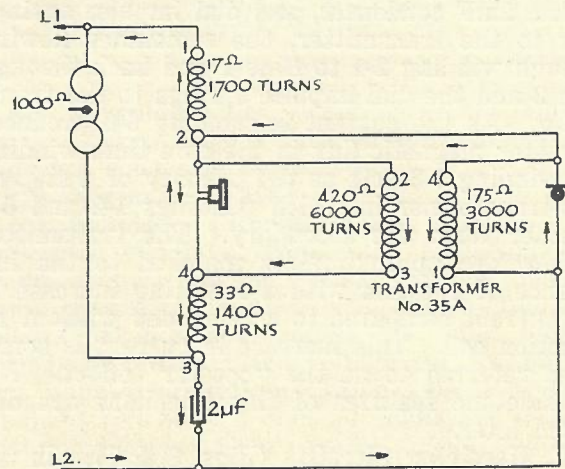 L1
1
17Ω
1700 TURNS
1000Ω
2
2
4
420Ω
6000
TURNS
175Ω
3000
TURNS
4
3
1
TRANSFORMER
No. 35A
33Ω
1400
TURNS
3
2µf
L2.